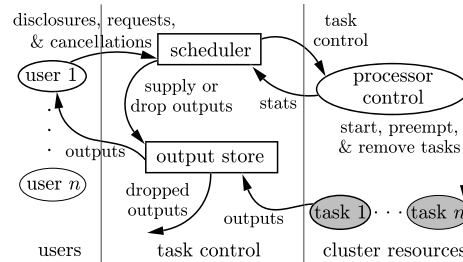 disclosures, requests,
& cancellations
scheduler
task
control
user 1
supply or
drop outputs
stats
processor
control
start, preempt,
& remove tasks
outputs
output store
user n
dropped
outputs
outputs
task 1
· · ·
task n
users
task control
cluster resources